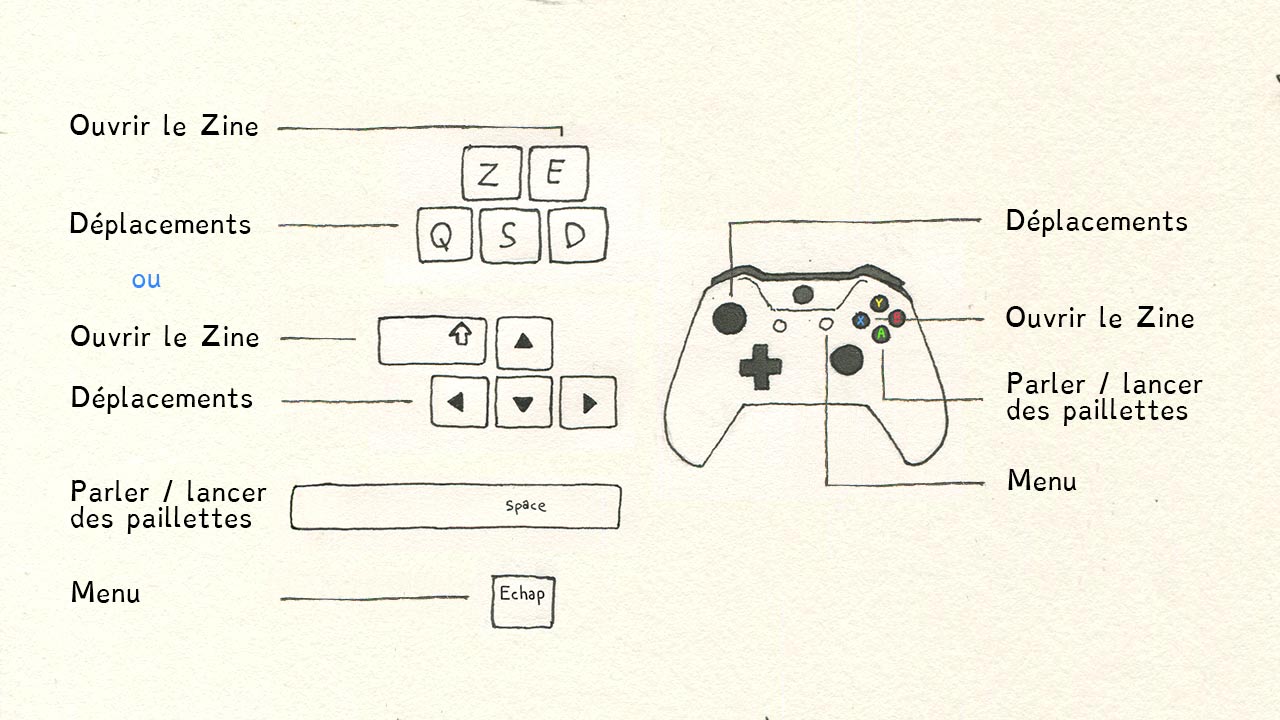 Ouvrir le Zine
Z E
Déplacements
Q S D
ou
Ouvrir le Zine
Déplacements
Parler / lancer
des paillettes
Space
Menu
Echap
Déplacements
Y
X B
A
Ouvrir le Zine
Parler / lancer
des paillettes
Menu